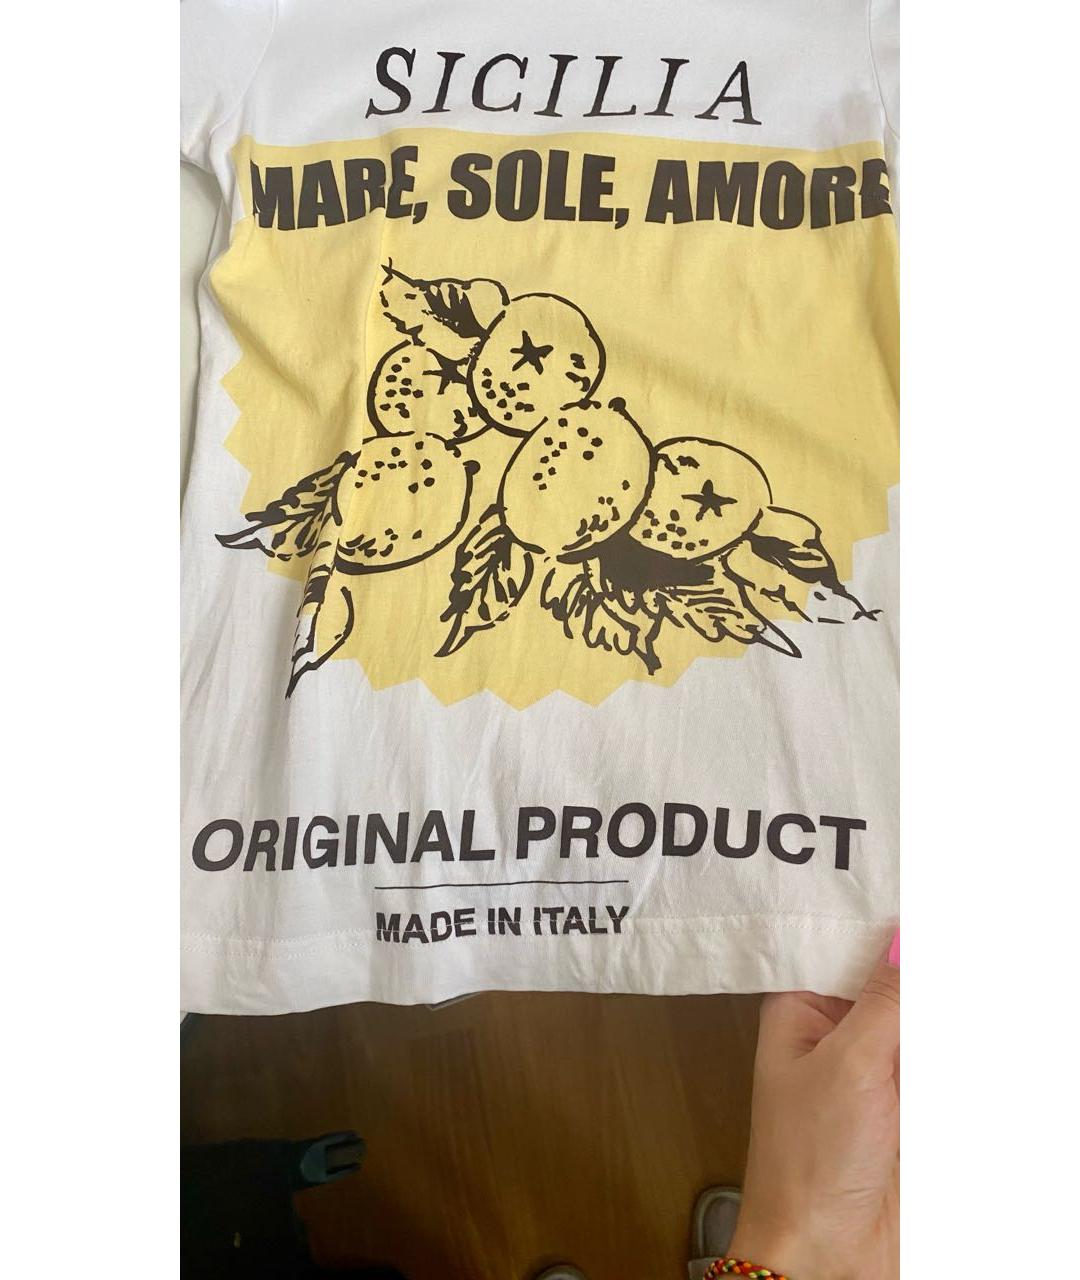 SICILIA
MARE, SOLE, AMORE
ORIGINAL PRODUCT
MADE IN ITALY